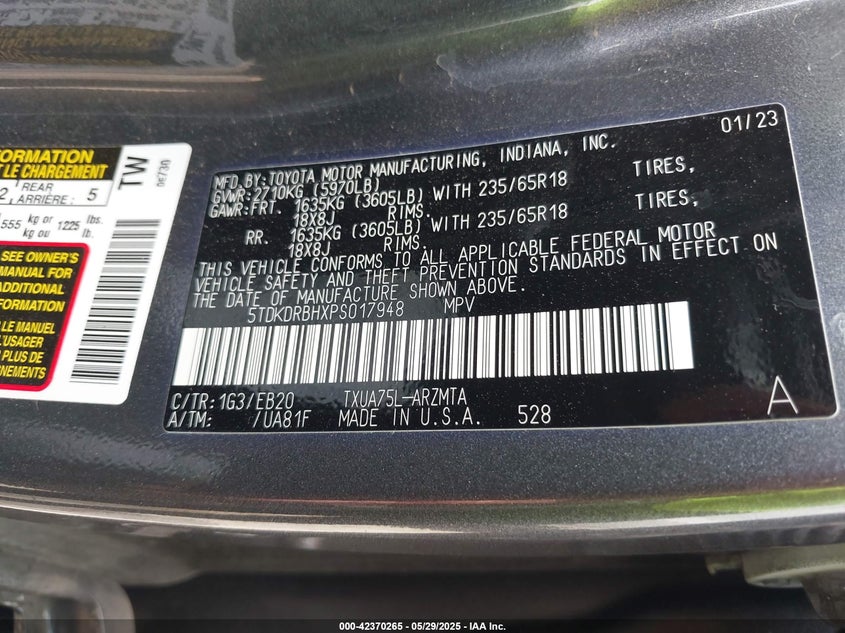 FORMATION
T LE CHARGEMENT
2 REAR ARRIÈRE: 5
555 kg or kg ou 1225 lbs. lb.
SEE OWNER'S
MANUAL FOR
ADDITIONAL
FORMATION
LE MANUEL
L'USAGER
PLUS DE
SEIGNEMENTS
TW
0E730
01/23
MFD.BY:TOYOTA MOTOR MANUFACTURING, INDIANA, INC.
GVWR:2710KG (5970LB)
GAWR:FRT. 1635KG (3605LB) WITH 235/65R18 TIRES,
18X8J RIMS.
RR. 1635KG (3605LB) WITH 235/65R18 TIRES,
18X8J RIMS.
THIS VEHICLE CONFORMS TO ALL APPLICABLE FEDERAL MOTOR
VEHICLE SAFETY AND THEFT PREVENTION STANDARDS IN EFFECT ON
THE DATE OF MANUFACTURE SHOWN ABOVE.
5TDKDRBHXPS017948 MPV
C/TR:1G3/EB20 TXUA75L-ARZMTA
A/TM: /UA81F MADE IN U.S.A. 528
A
000-42370265 - 05/29/2025 - IAA Inc.